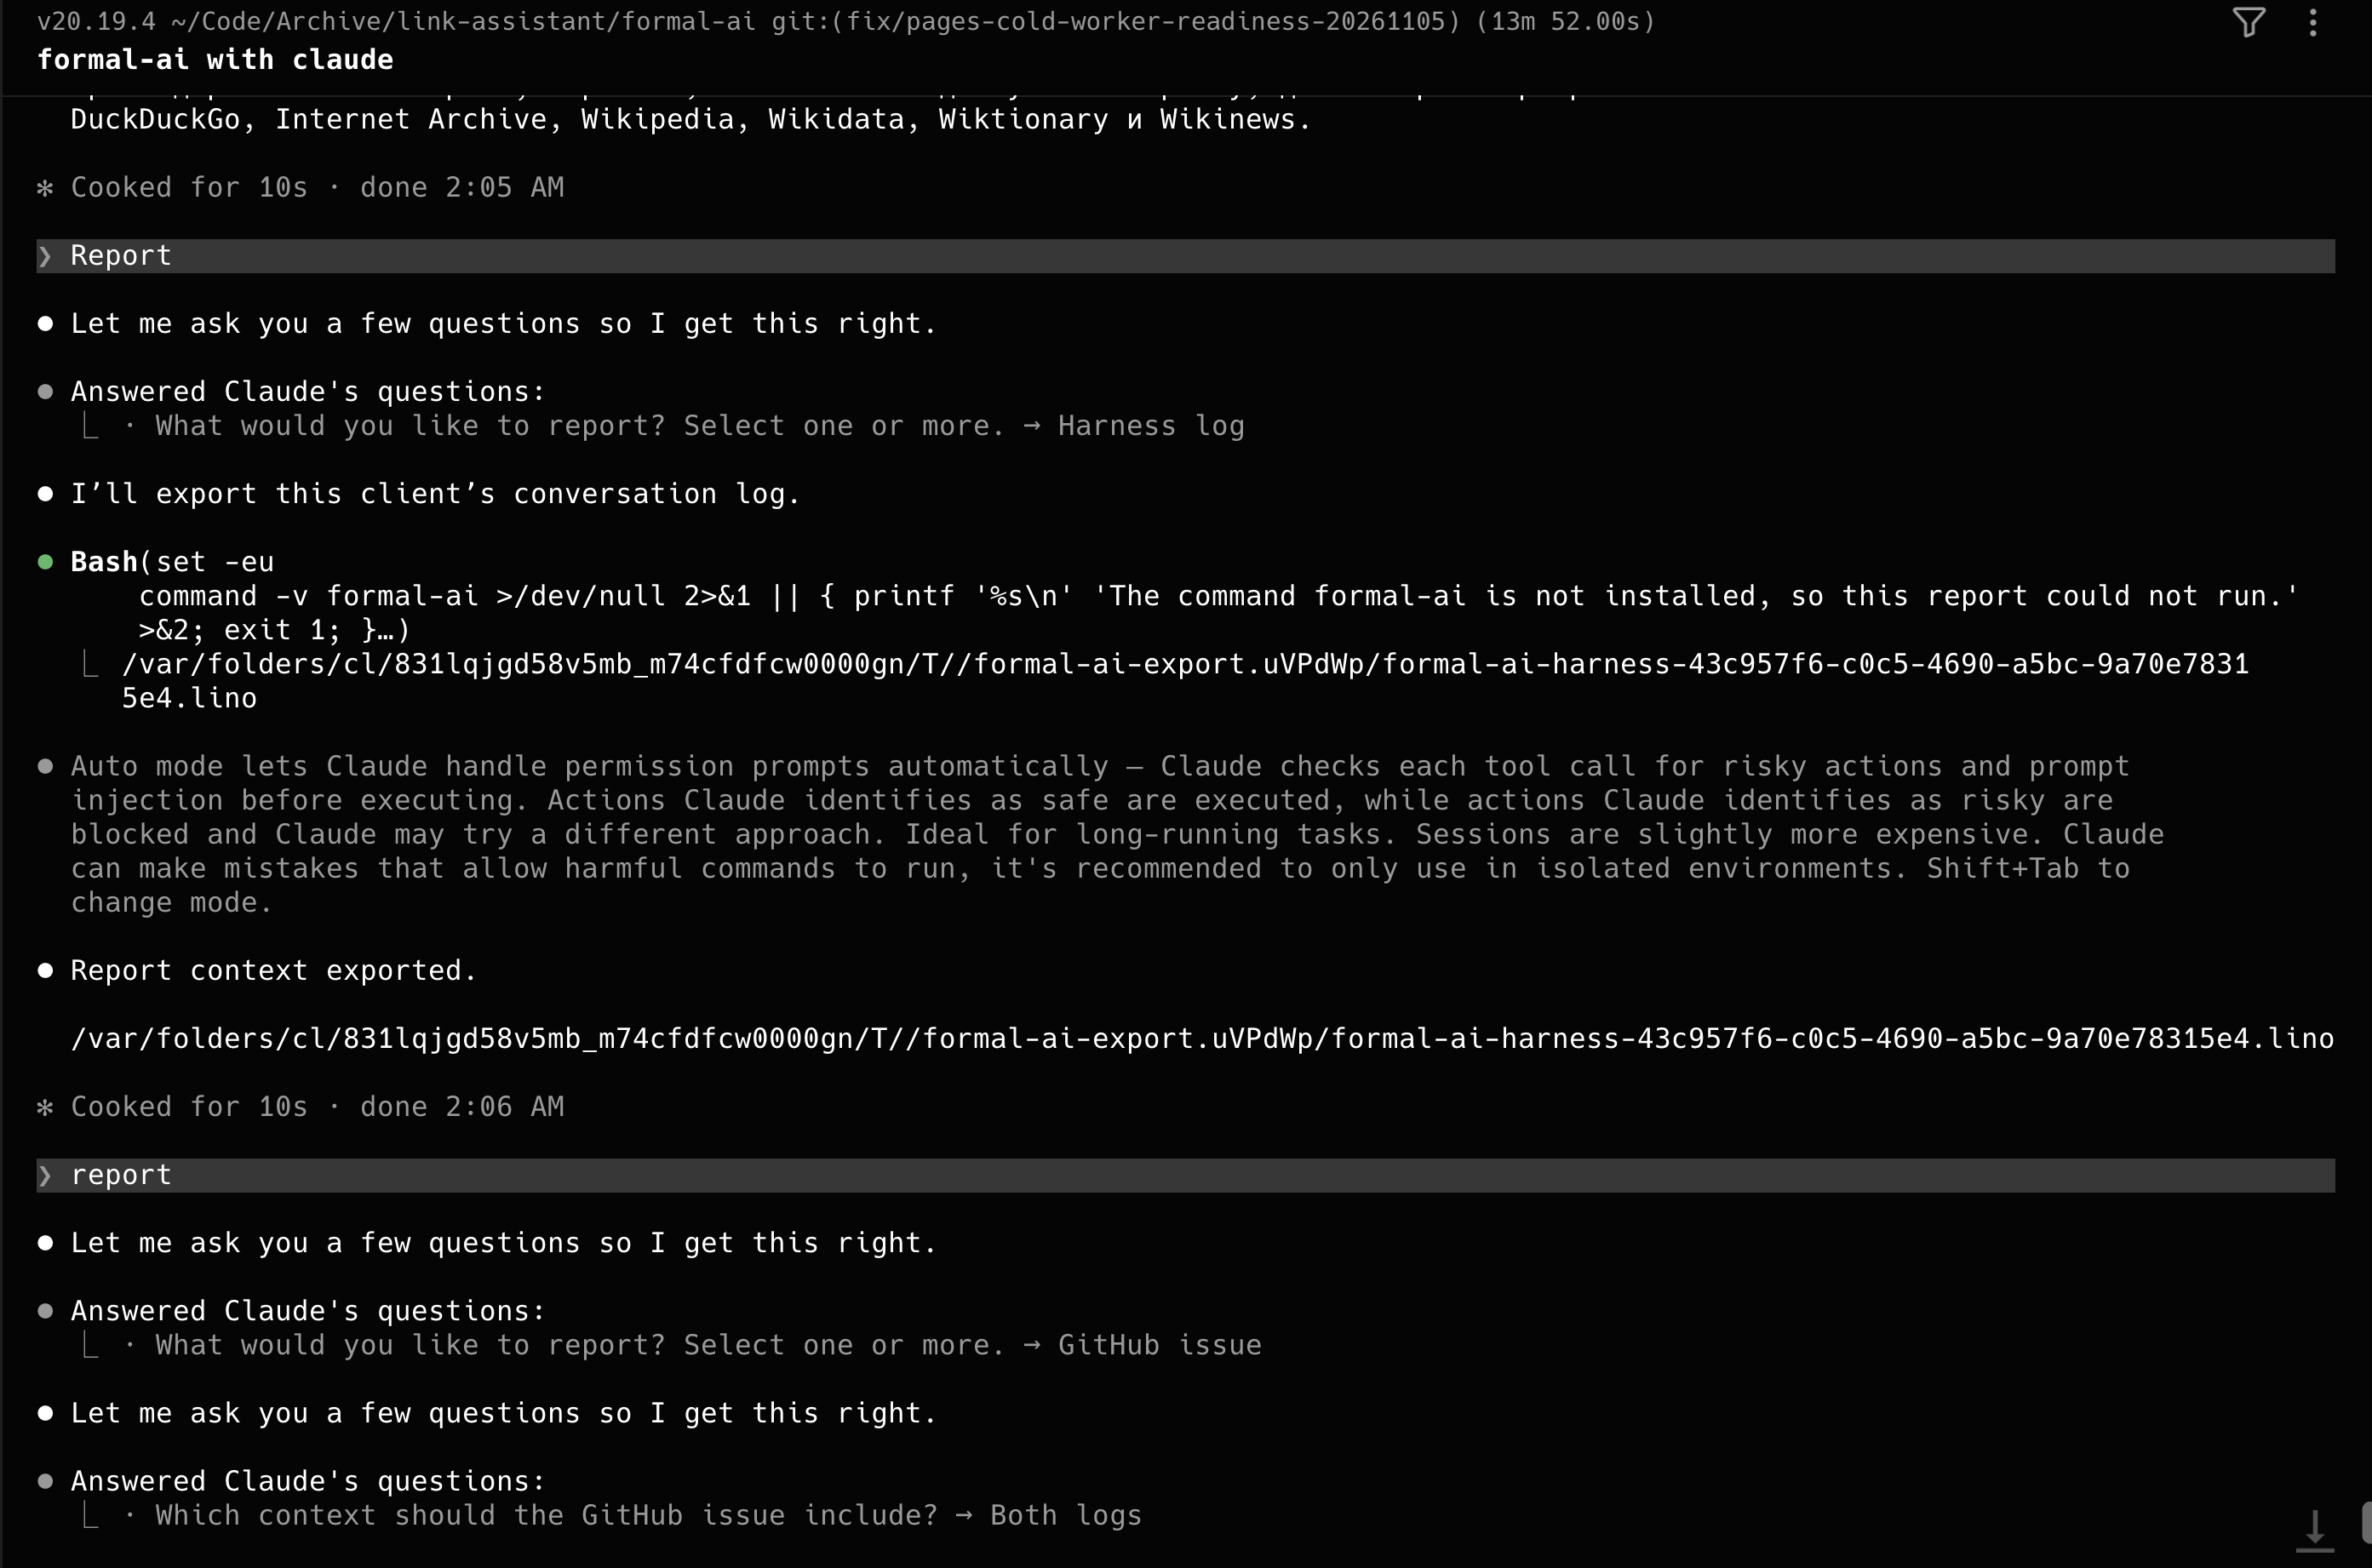 v20.19.4 ~/Code/Archive/link-assistant/formal-ai git:(fix/pages-cold-worker-readiness-20261105) (13m 52.00s)
formal-ai with claude
DuckDuckGo, Internet Archive, Wikipedia, Wikidata, Wiktionary и Wikinews.
✻ Cooked for 10s · done 2:05 AM
❯ Report
● Let me ask you a few questions so I get this right.
● Answered Claude's questions:
⎿ · What would you like to report? Select one or more. → Harness log
● I’ll export this client’s conversation log.
● Bash(set -eu
command -v formal-ai >/dev/null 2>&1 || { printf '%s\n' 'The command formal-ai is not installed, so this report could not run.'
>&2; exit 1; }…)
⎿ /var/folders/cl/831lqjgd58v5mb_m74cfdfcw0000gn/T//formal-ai-export.uVPdWp/formal-ai-harness-43c957f6-c0c5-4690-a5bc-9a70e7831
5e4.lino
● Auto mode lets Claude handle permission prompts automatically — Claude checks each tool call for risky actions and prompt
injection before executing. Actions Claude identifies as safe are executed, while actions Claude identifies as risky are
blocked and Claude may try a different approach. Ideal for long-running tasks. Sessions are slightly more expensive. Claude
can make mistakes that allow harmful commands to run, it's recommended to only use in isolated environments. Shift+Tab to
change mode.
● Report context exported.
/var/folders/cl/831lqjgd58v5mb_m74cfdfcw0000gn/T//formal-ai-export.uVPdWp/formal-ai-harness-43c957f6-c0c5-4690-a5bc-9a70e78315e4.lino
✻ Cooked for 10s · done 2:06 AM
❯ report
● Let me ask you a few questions so I get this right.
● Answered Claude's questions:
⎿ · What would you like to report? Select one or more. → GitHub issue
● Let me ask you a few questions so I get this right.
● Answered Claude's questions:
⎿ · Which context should the GitHub issue include? → Both logs